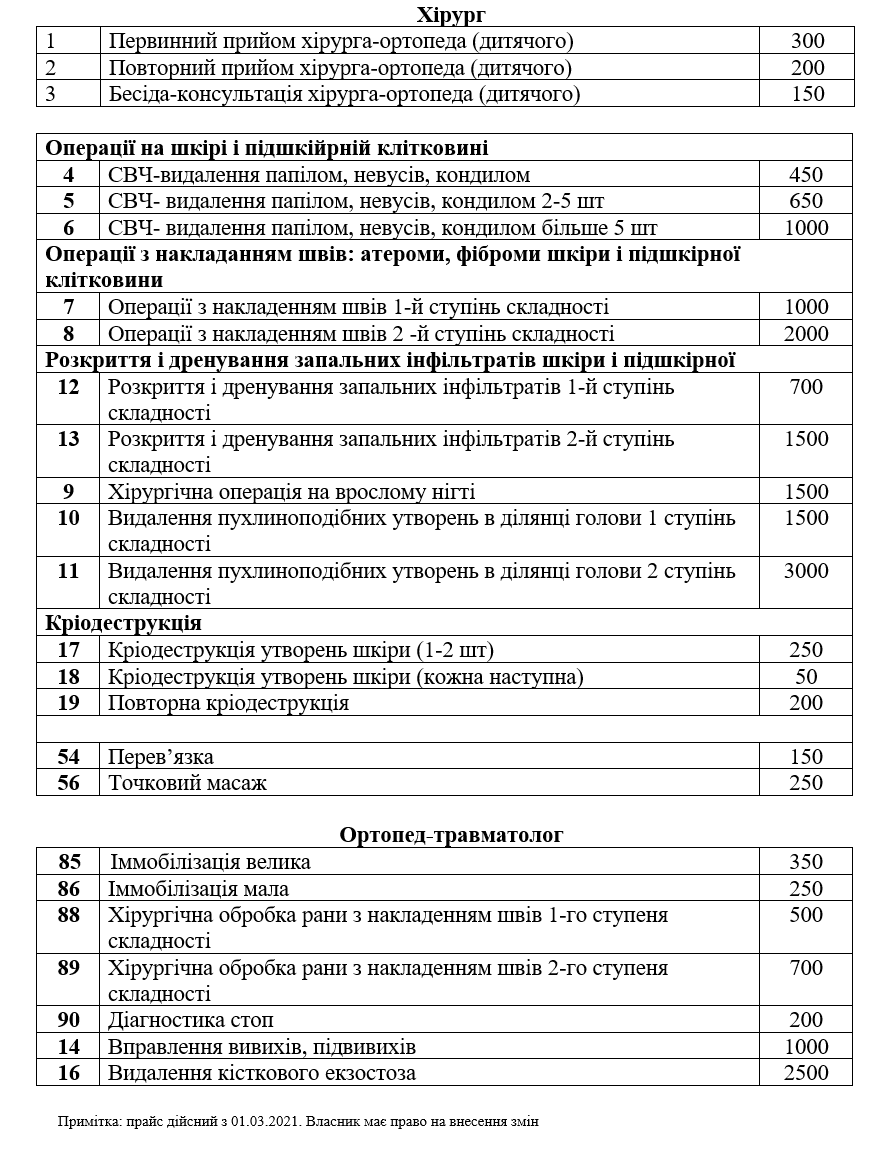 Хірург
1 Первинний прийом хірурга-ортопеда (дитячого) 300
2 Повторний прийом хірурга-ортопеда (дитячого) 200
3 Бесіда-консультація хірурга-ортопеда (дитячого) 150
Операції на шкірі і підшкійрній клітковині
4 СВЧ-видалення папілом, невусів, кондилом 450
5 СВЧ- видалення папілом, невусів, кондилом 2-5 шт 650
6 СВЧ- видалення папілом, невусів, кондилом більше 5 шт 1000
Операції з накладанням швів: атероми, фіброми шкіри і підшкірної
клітковини
7 Операції з накладенням швів 1-й ступінь складності 1000
8 Операції з накладенням швів 2 -й ступінь складності 2000
Розкриття і дренування запальних інфільтратів шкіри і підшкірної
12 Розкриття і дренування запальних інфільтратів 1-й ступінь 700
складності
13 Розкриття і дренування запальних інфільтратів 2-й ступінь 1500
складності
9 Хірургічна операція на врослому нігті 1500
10 Видалення пухлиноподібних утворень в ділянці голови 1 ступінь 1500
складності
11 Видалення пухлиноподібних утворень в ділянці голови 2 ступінь 3000
складності
Кріодеструкція
17 Кріодеструкція утворень шкіри (1-2 шт) 250
18 Кріодеструкція утворень шкіри (кожна наступна) 50
19 Повторна кріодеструкція 200
54 Перев’язка 150
56 Точковий масаж 250
Ортопед-травматолог
85 Іммобілізація велика 350
86 Іммобілізація мала 250
88 Хірургічна обробка рани з накладенням швів 1-го ступеня 500
складності
89 Хірургічна обробка рани з накладенням швів 2-го ступеня 700
складності
90 Діагностика стоп 200
14 Вправлення вивихів, підвивихів 1000
16 Видалення кісткового екзостоза 2500
Примітка: прайс дійсний з 01.03.2021. Власник має право на внесення змін